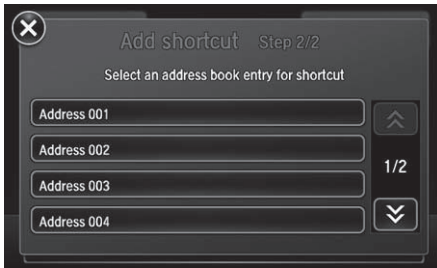 Add shortcut Step 2/2
Select an address book entry for shortcut
Address 001
Address 002
1/2
Address 003
Address 004